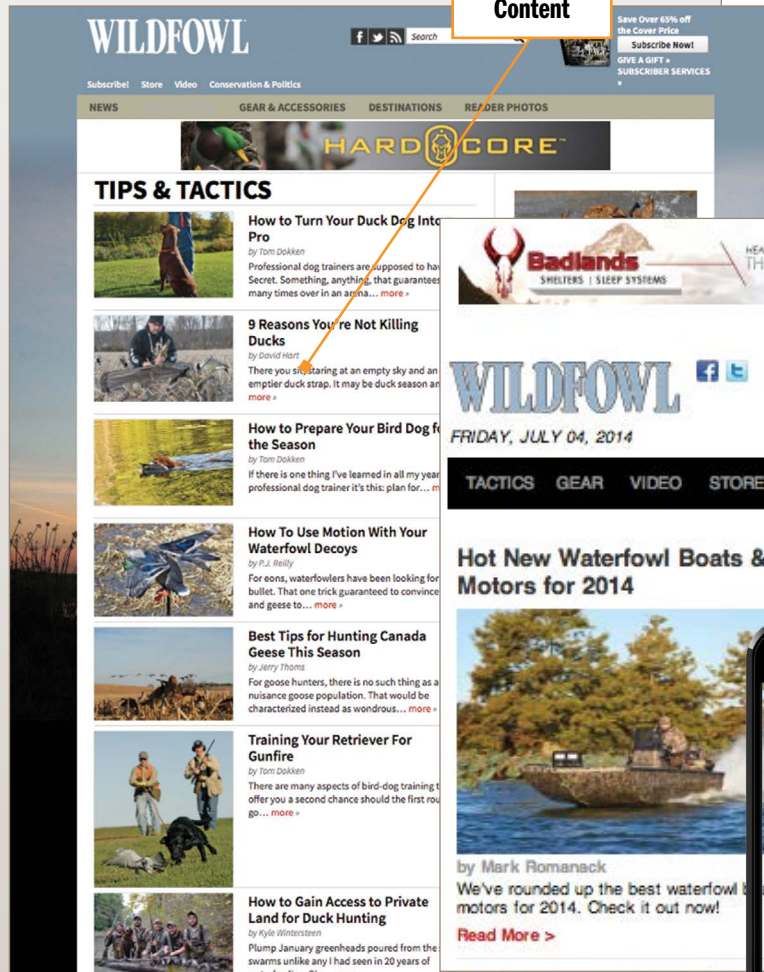 Content
WILDFOWL
Search
Save Over 65% off
the Cover Price
Subscribe Now!
GIVE A GIFT »
SUBSCRIBER SERVICES
»
Subscribe! Store Video Conservation & Politics
NEWS GEAR & ACCESSORIES DESTINATIONS READER PHOTOS
HARD CORE™
TIPS & TACTICS
How to Turn Your Duck Dog Into
Pro
by Tom Dokken
Professional dog trainers are supposed to hav
Secret. Something, anything, that guarantees
many times over in an arena… more »
9 Reasons You're Not Killing
Ducks
by David Hart
There you sit, staring at an empty sky and an
emptier duck strap. It may be duck season an
more »
How to Prepare Your Bird Dog fo
the Season
by Tom Dokken
If there is one thing I've learned in all my year
professional dog trainer it's this: plan for… m
How To Use Motion With Your
Waterfowl Decoys
by P.J. Reilly
For eons, waterfowlers have been looking for
bullet. That one trick guaranteed to convince
and geese to… more »
Best Tips for Hunting Canada
Geese This Season
by Jerry Thoms
For goose hunters, there is no such thing as a
nuisance goose population. That would be
characterized instead as wondrous… more »
Training Your Retriever For
Gunfire
by Tom Dokken
There are many aspects of bird-dog training t
offer you a second chance should the first rou
go… more »
How to Gain Access to Private
Land for Duck Hunting
by Kyle Wintersteen
Plump January greenheads poured from the
swarms unlike any I had seen in 20 years of
Badlands
SHELTERS | SLEEP SYSTEMS
HEA
TH
WILDFOWL
FRIDAY, JULY 04, 2014
TACTICS GEAR VIDEO STORE
Hot New Waterfowl Boats &
Motors for 2014
by Mark Romanack
We've rounded up the best waterfowl b
motors for 2014. Check it out now!
Read More >